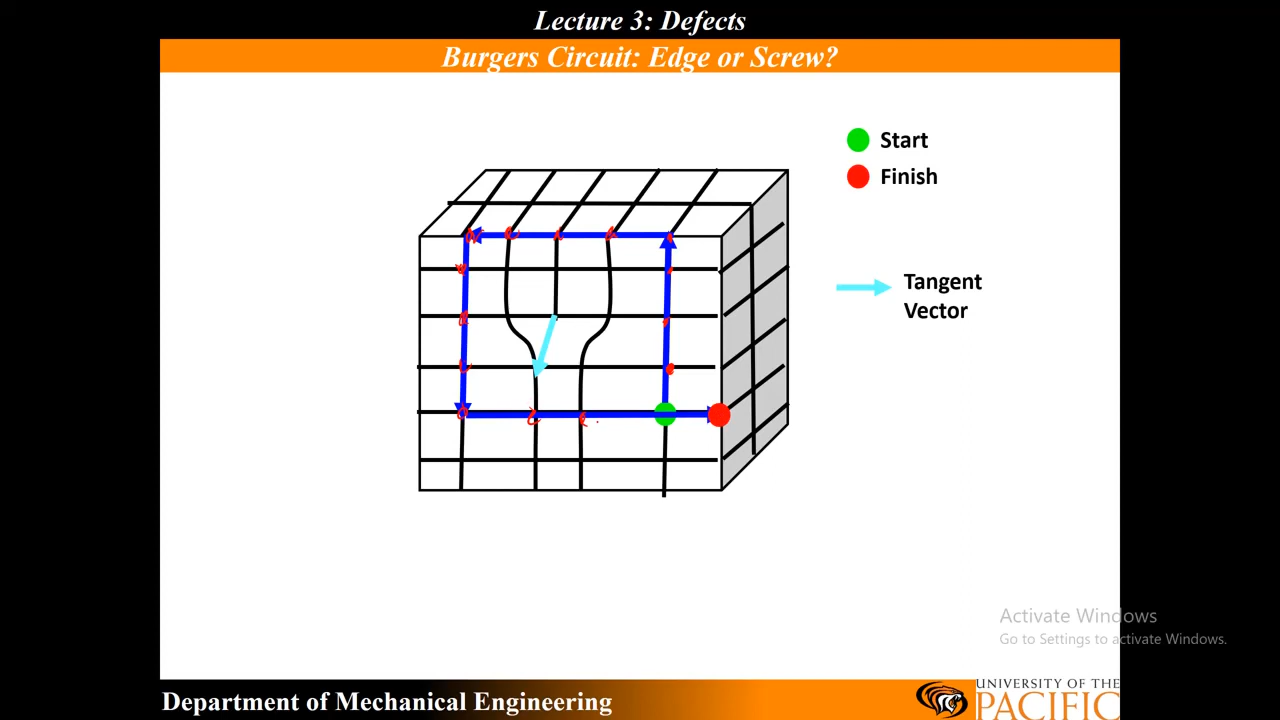 Lecture 3: Defects
Burgers Circuit: Edge or Screw?
Start
Finish
Tangent
Vector
Activate Windows
Go to Settings to activate Windows.
Department of Mechanical Engineering
UNIVERSITY OF THE
PACIFIC